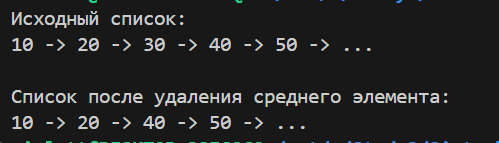 Исходный список:
10 -> 20 -> 30 -> 40 -> 50 -> ...
Список после удаления среднего элемента:
10 -> 20 -> 40 -> 50 -> ...